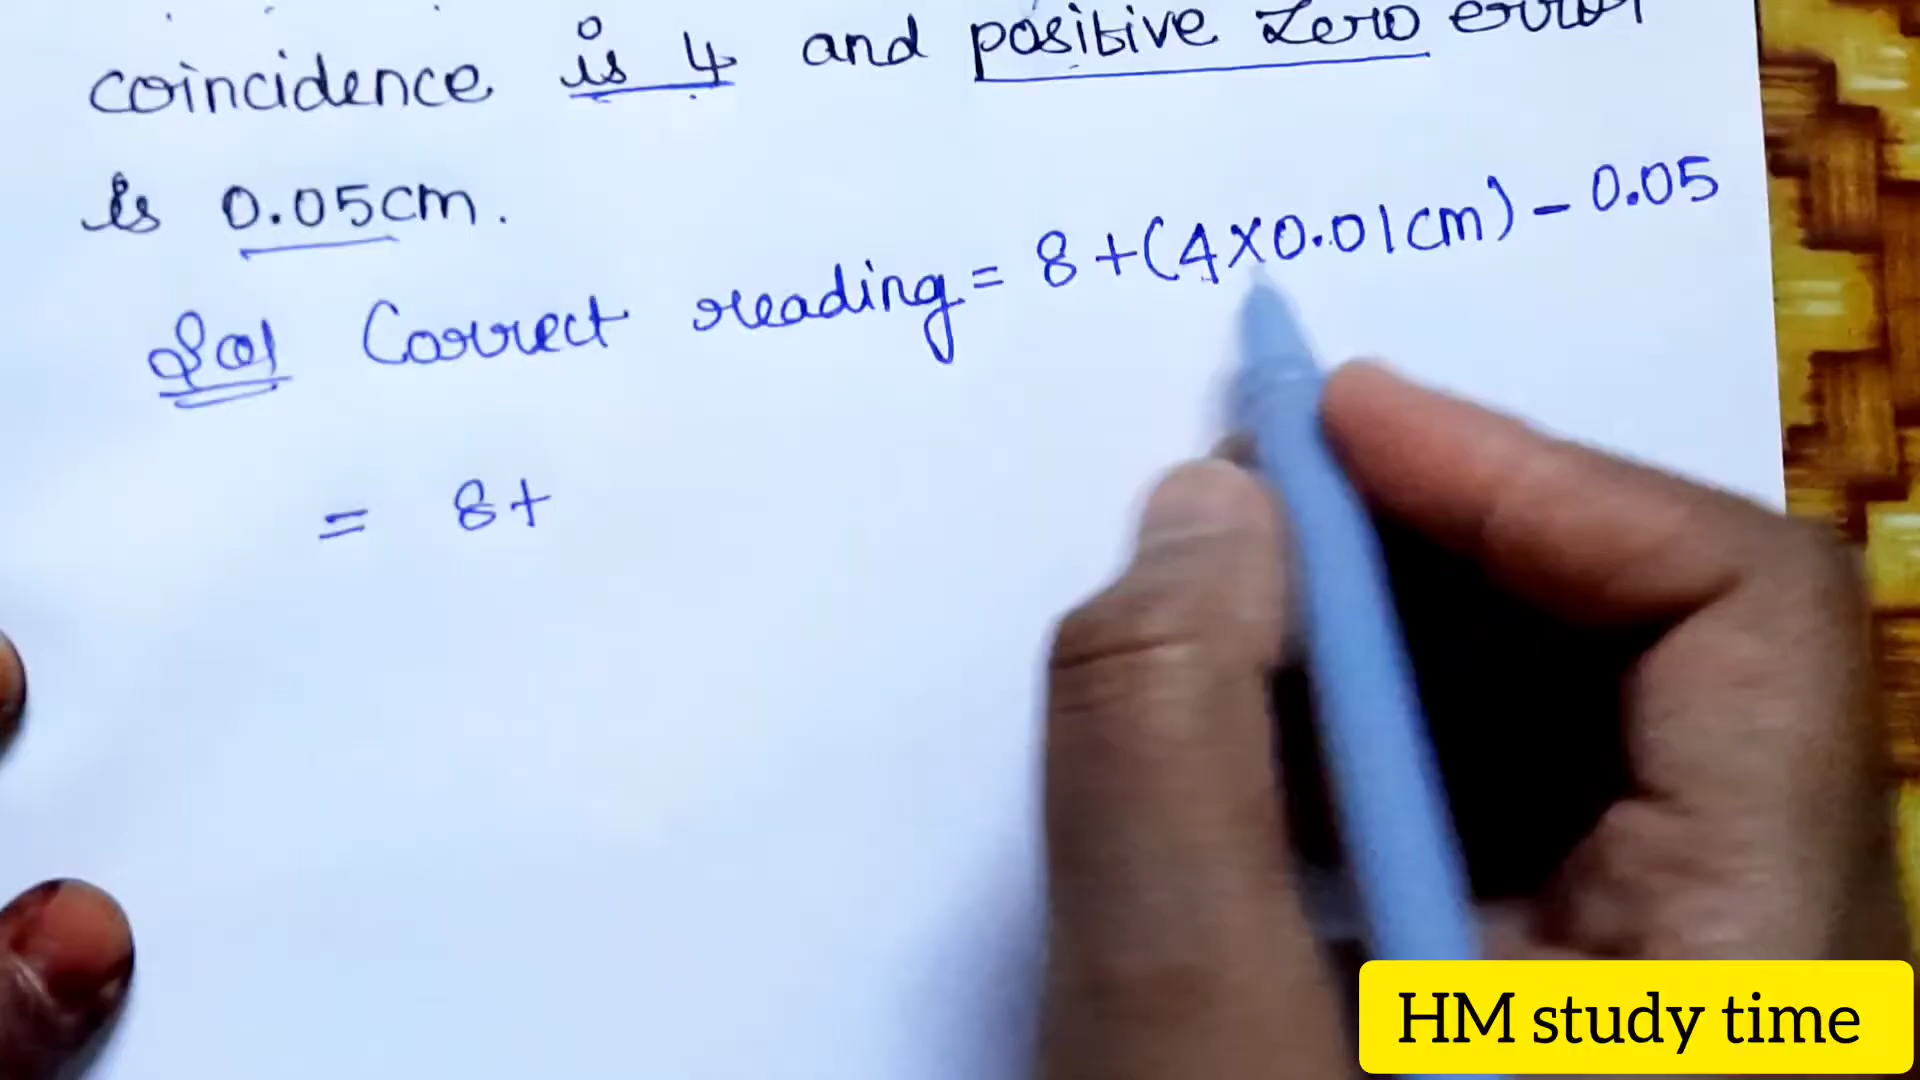 coincidence is 4 and positive zero error
is 0.05cm.
Sol Correct reading = 8 + (4×0.01cm) - 0.05
= 8+
HM study time